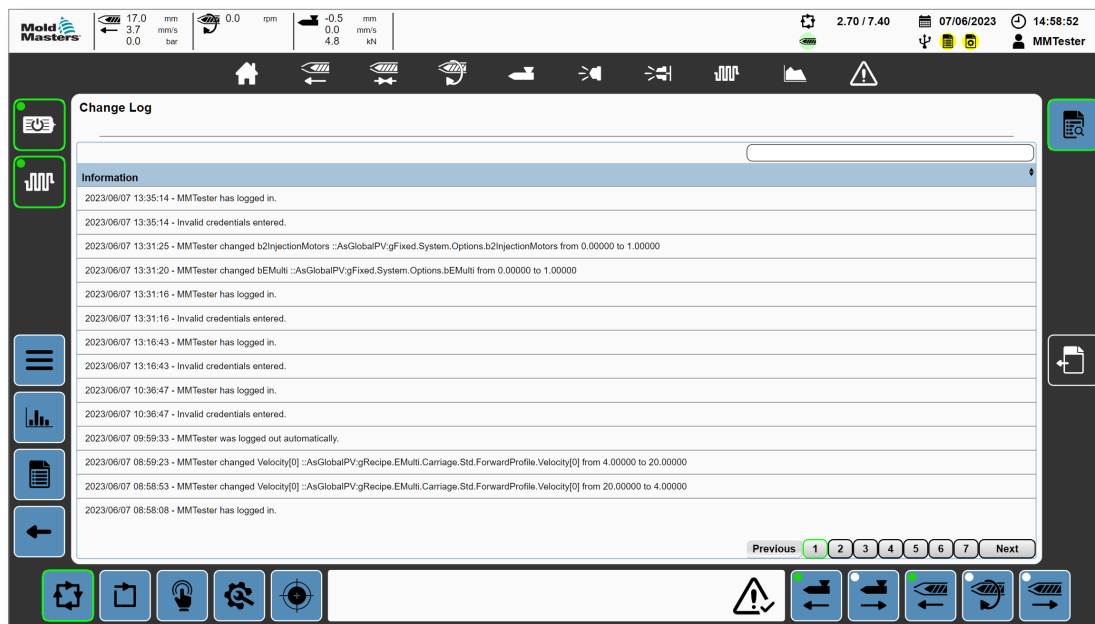 Mold
Masters
17.0 mm
3.7 mm/s
0.0 bar
0.0 rpm
-0.5 mm
0.0 mm/s
4.8 kN
2.70 / 7.40
07/06/2023
14:58:52
MMTester
Change Log
Information
2023/06/07 13:35:14 - MMTester has logged in.
2023/06/07 13:35:14 - Invalid credentials entered.
2023/06/07 13:31:25 - MMTester changed b2InjectionMotors ::AsGlobalPV:gFixed.System.Options.b2InjectionMotors from 0.00000 to 1.00000
2023/06/07 13:31:20 - MMTester changed bEMulti ::AsGlobalPV:gFixed.System.Options.bEMulti from 0.00000 to 1.00000
2023/06/07 13:31:16 - MMTester has logged in.
2023/06/07 13:31:16 - Invalid credentials entered.
2023/06/07 13:16:43 - MMTester has logged in.
2023/06/07 13:16:43 - Invalid credentials entered.
2023/06/07 10:36:47 - MMTester has logged in.
2023/06/07 10:36:47 - Invalid credentials entered.
2023/06/07 09:59:33 - MMTester was logged out automatically.
2023/06/07 08:59:23 - MMTester changed Velocity[0] ::AsGlobalPV:gRecipe.EMulti.Carriage.Std.ForwardProfile.Velocity[0] from 4.00000 to 20.00000
2023/06/07 08:58:53 - MMTester changed Velocity[0] ::AsGlobalPV:gRecipe.EMulti.Carriage.Std.ForwardProfile.Velocity[0] from 20.00000 to 4.00000
2023/06/07 08:58:08 - MMTester has logged in.
Previous 1 2 3 4 5 6 7 Next